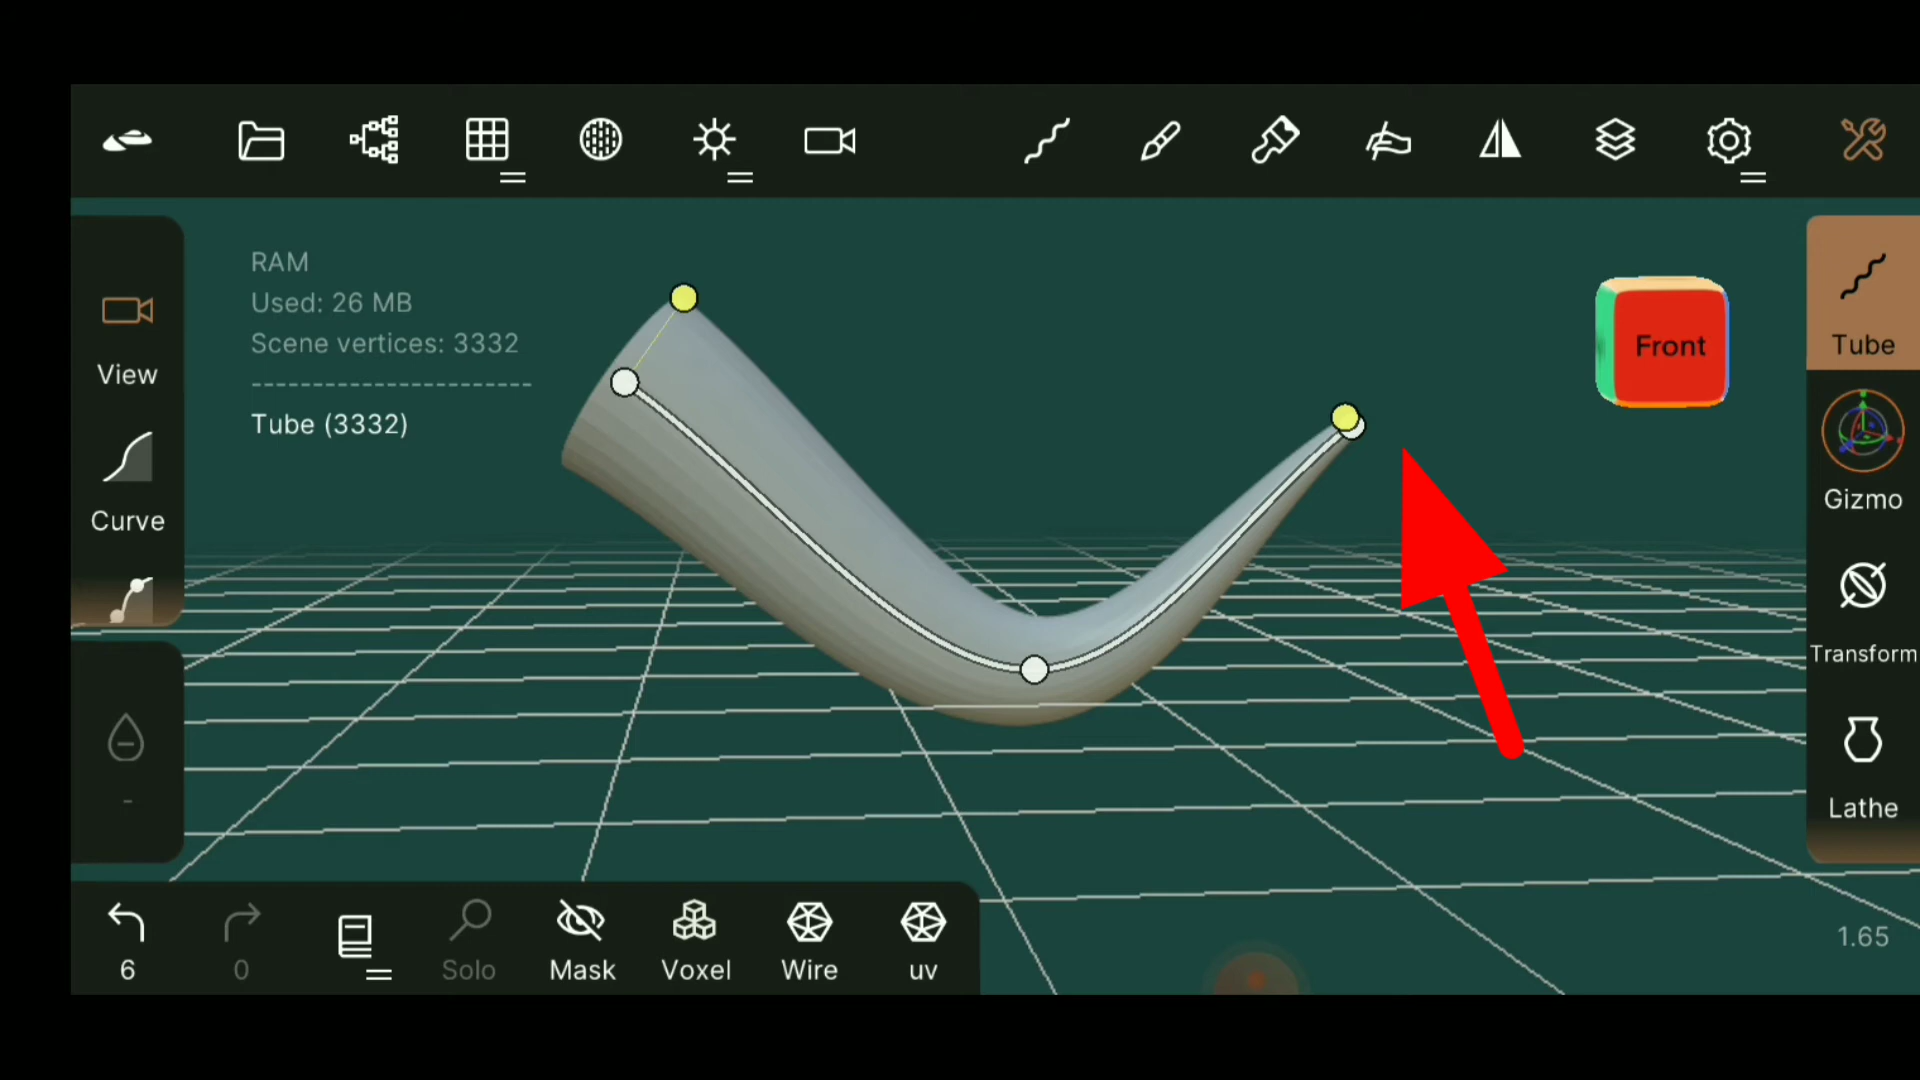 RAM
Used: 26 MB
Scene vertices: 3332
--------------------------
Tube (3332)
View
Curve
-
Front
Tube
Gizmo
Transform
Lathe
1.65
6
0
Solo
Mask
Voxel
Wire
uv